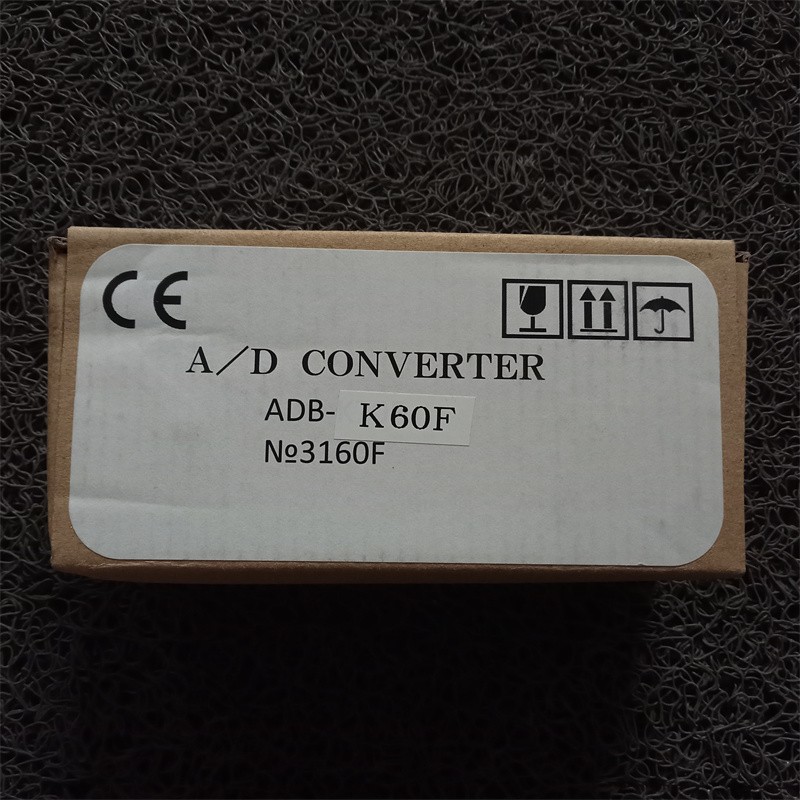 CE
A/D CONVERTER
ADB- K60F
№3160F